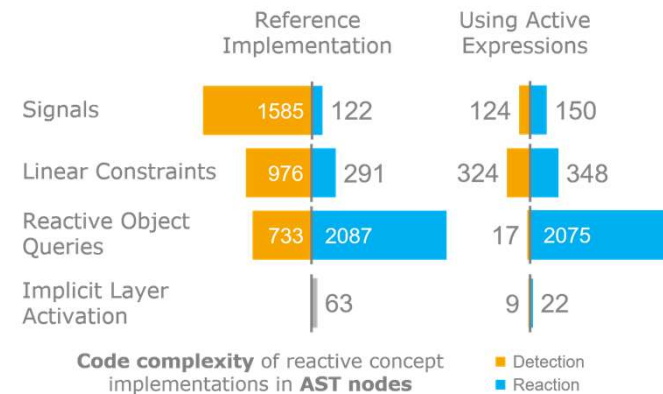 Reference
Implementation
Using Active
Expressions
Signals
1585 122
124 150
Linear Constraints
976 291
324 348
Reactive Object
Queries
733 2087
17 2075
Implicit Layer
Activation
63
9 22
Code complexity of reactive concept
implementations in AST nodes
Detection
Reaction